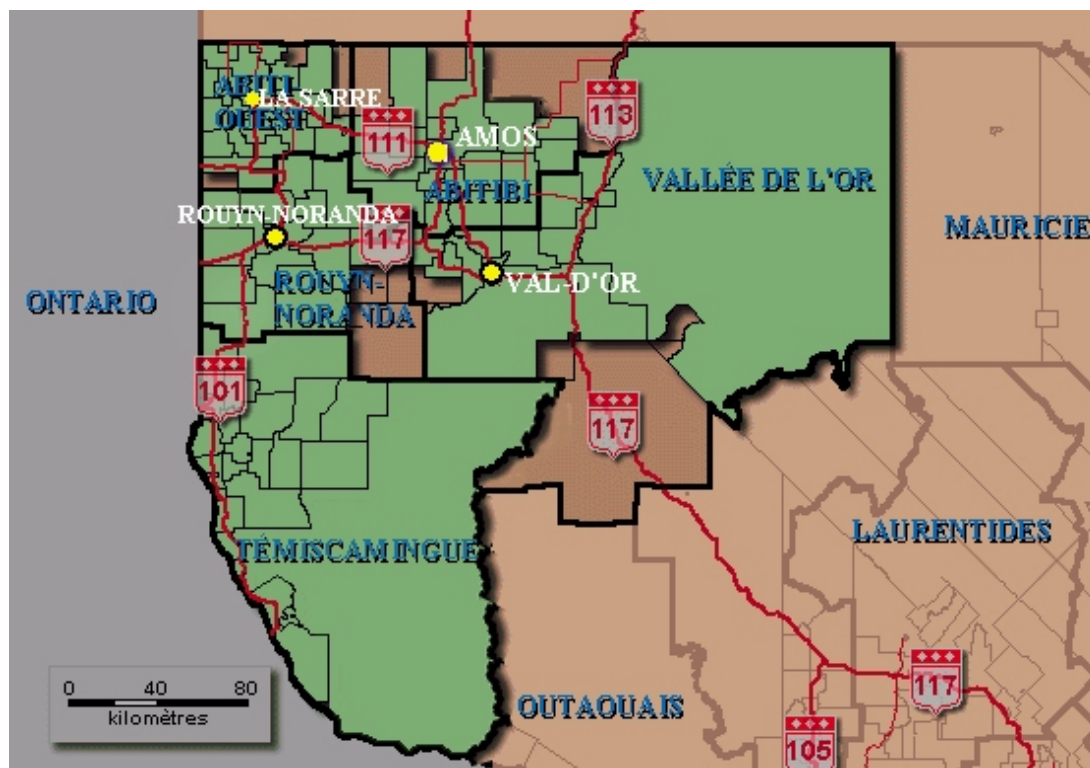 ABITI
OUEST
LA SARRE
111
113
AMOS
ABITIBI
VALLÉE DE L'OR
MAURICIE
ROUYN-NORANDA
117
ROUYN-
NORANDA
VAL-D'OR
ONTARIO
101
117
LAURENTIDES
TÉMISCAMINGUE
OUTAOUAIS
117
105
0 40 80
kilomètres